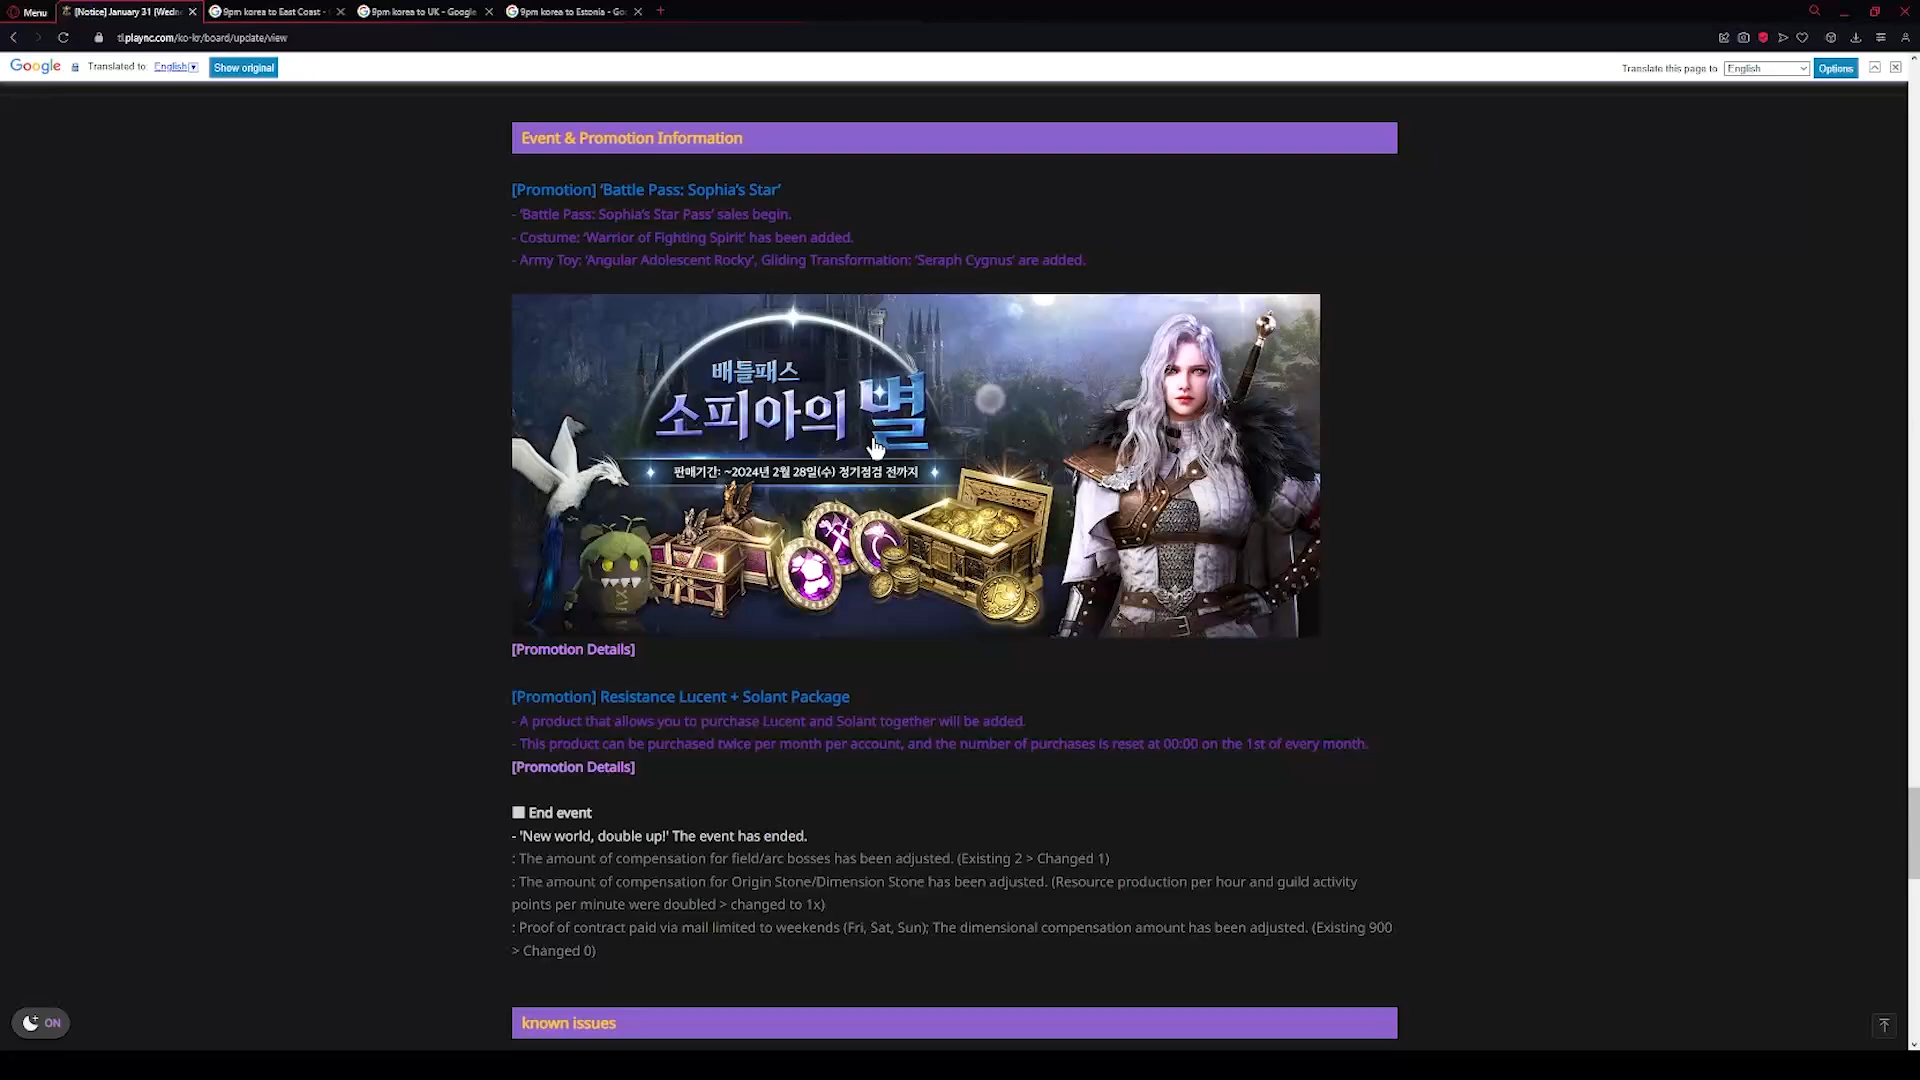 Menu
[Notice] January 31 [Wedn
9pm korea to East Coast -
9pm korea to UK - Google
9pm korea to Estonia - Go
tl.plaync.com/ko-kr/board/update/view
Google
Translated to: English
Show original
Translate this page to
English
Options
Event & Promotion Information
[Promotion] ‘Battle Pass: Sophia’s Star’
- ‘Battle Pass: Sophia’s Star Pass’ sales begin.
- Costume: ‘Warrior of Fighting Spirit’ has been added.
- Army Toy: ‘Angular Adolescent Rocky’, Gliding Transformation: ‘Seraph Cygnus’ are added.
배틀패스
소피아의 별
판매기간: ~2024년 2월 28일(수) 정기점검 전까지
[Promotion Details]
[Promotion] Resistance Lucent + Solant Package
- A product that allows you to purchase Lucent and Solant together will be added.
- This product can be purchased twice per month per account, and the number of purchases is reset at 00:00 on the 1st of every month.
[Promotion Details]
End event
- 'New world, double up!' The event has ended.
: The amount of compensation for field/arc bosses has been adjusted. (Existing 2 > Changed 1)
: The amount of compensation for Origin Stone/Dimension Stone has been adjusted. (Resource production per hour and guild activity
points per minute were doubled > changed to 1x)
: Proof of contract paid via mail limited to weekends (Fri, Sat, Sun); The dimensional compensation amount has been adjusted. (Existing 900
> Changed 0)
known issues
ON